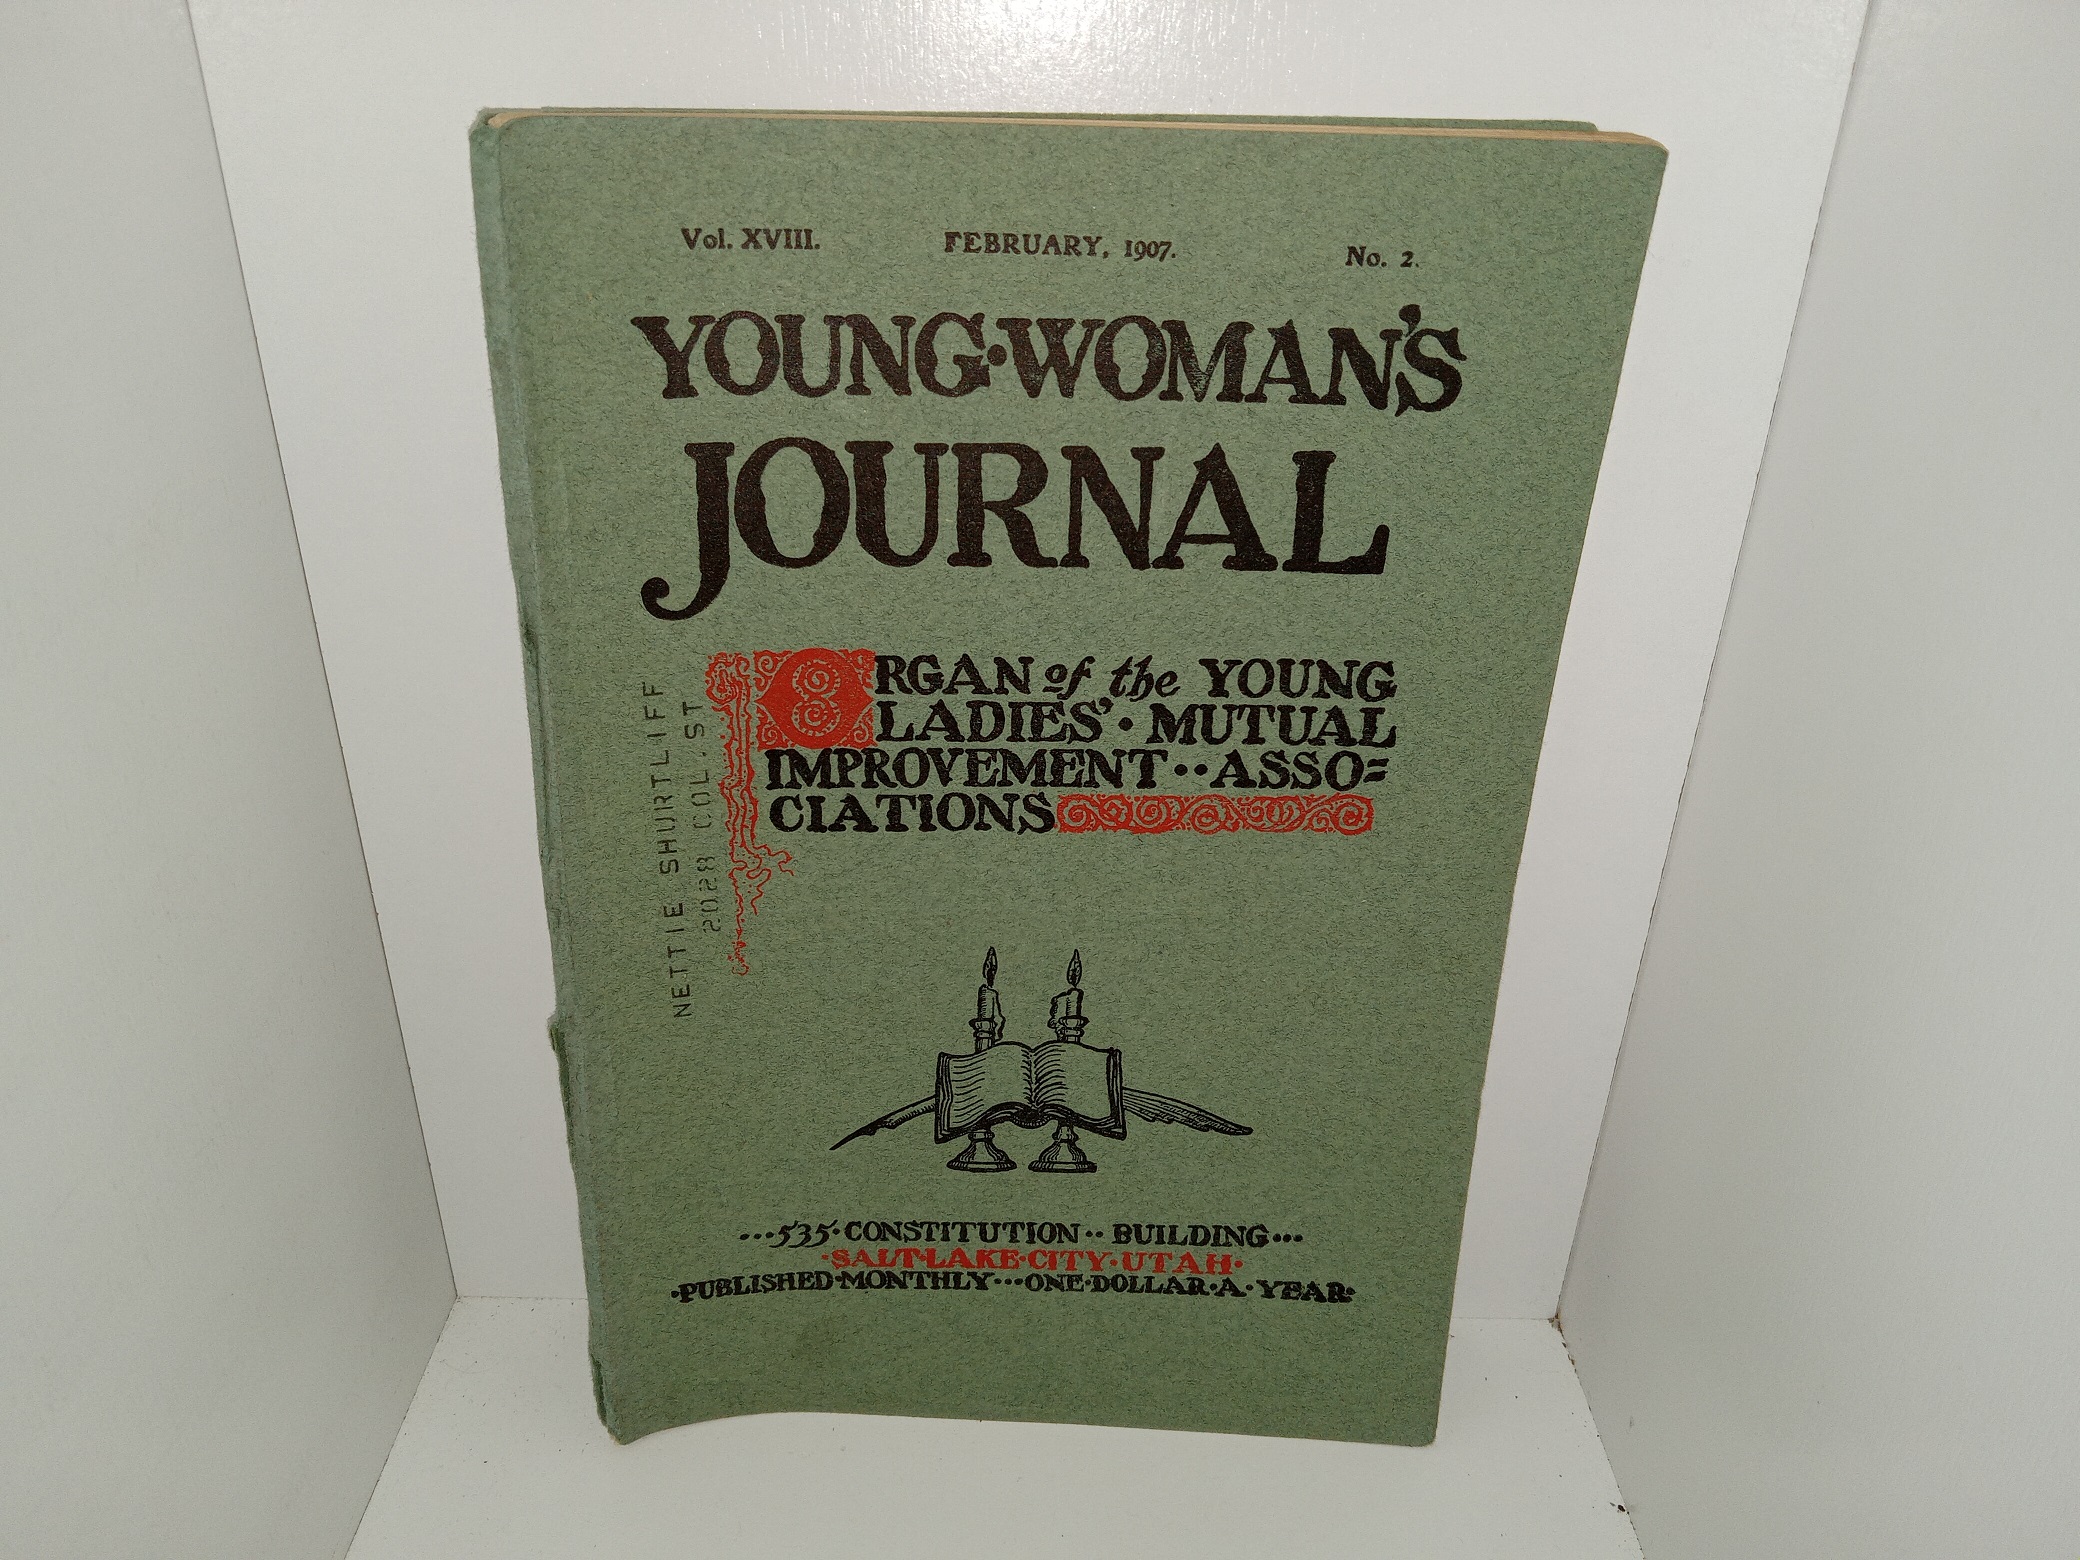 Vol. XVIII. FEBRUARY, 1907. No. 2.
YOUNG·WOMAN'S
JOURNAL
ORGAN of the YOUNG
LADIES'·MUTUAL
IMPROVEMENT··ASSO=
CIATIONS
NETTIE SHURTLIFF
2028 COL. ST
···535·CONSTITUTION··BUILDING···
·SALT·LAKE·CITY·UTAH·
·PUBLISHED·MONTHLY···ONE·DOLLAR·A·YEAR·